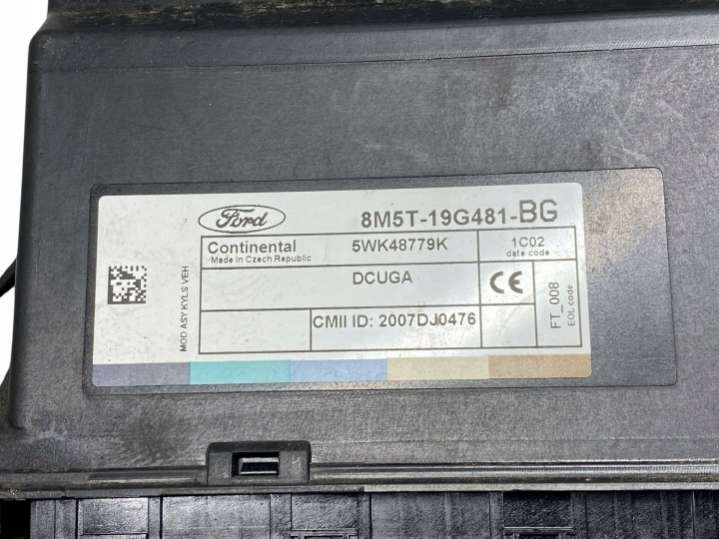 Ford 8M5T-19G481-BG
Continental 5WK48779K 1C02
Made in Czech Republic date code
DCUGA CE
CMII ID: 2007DJ0476
FT_008
EOL code
MOD ASY KYLS VEH